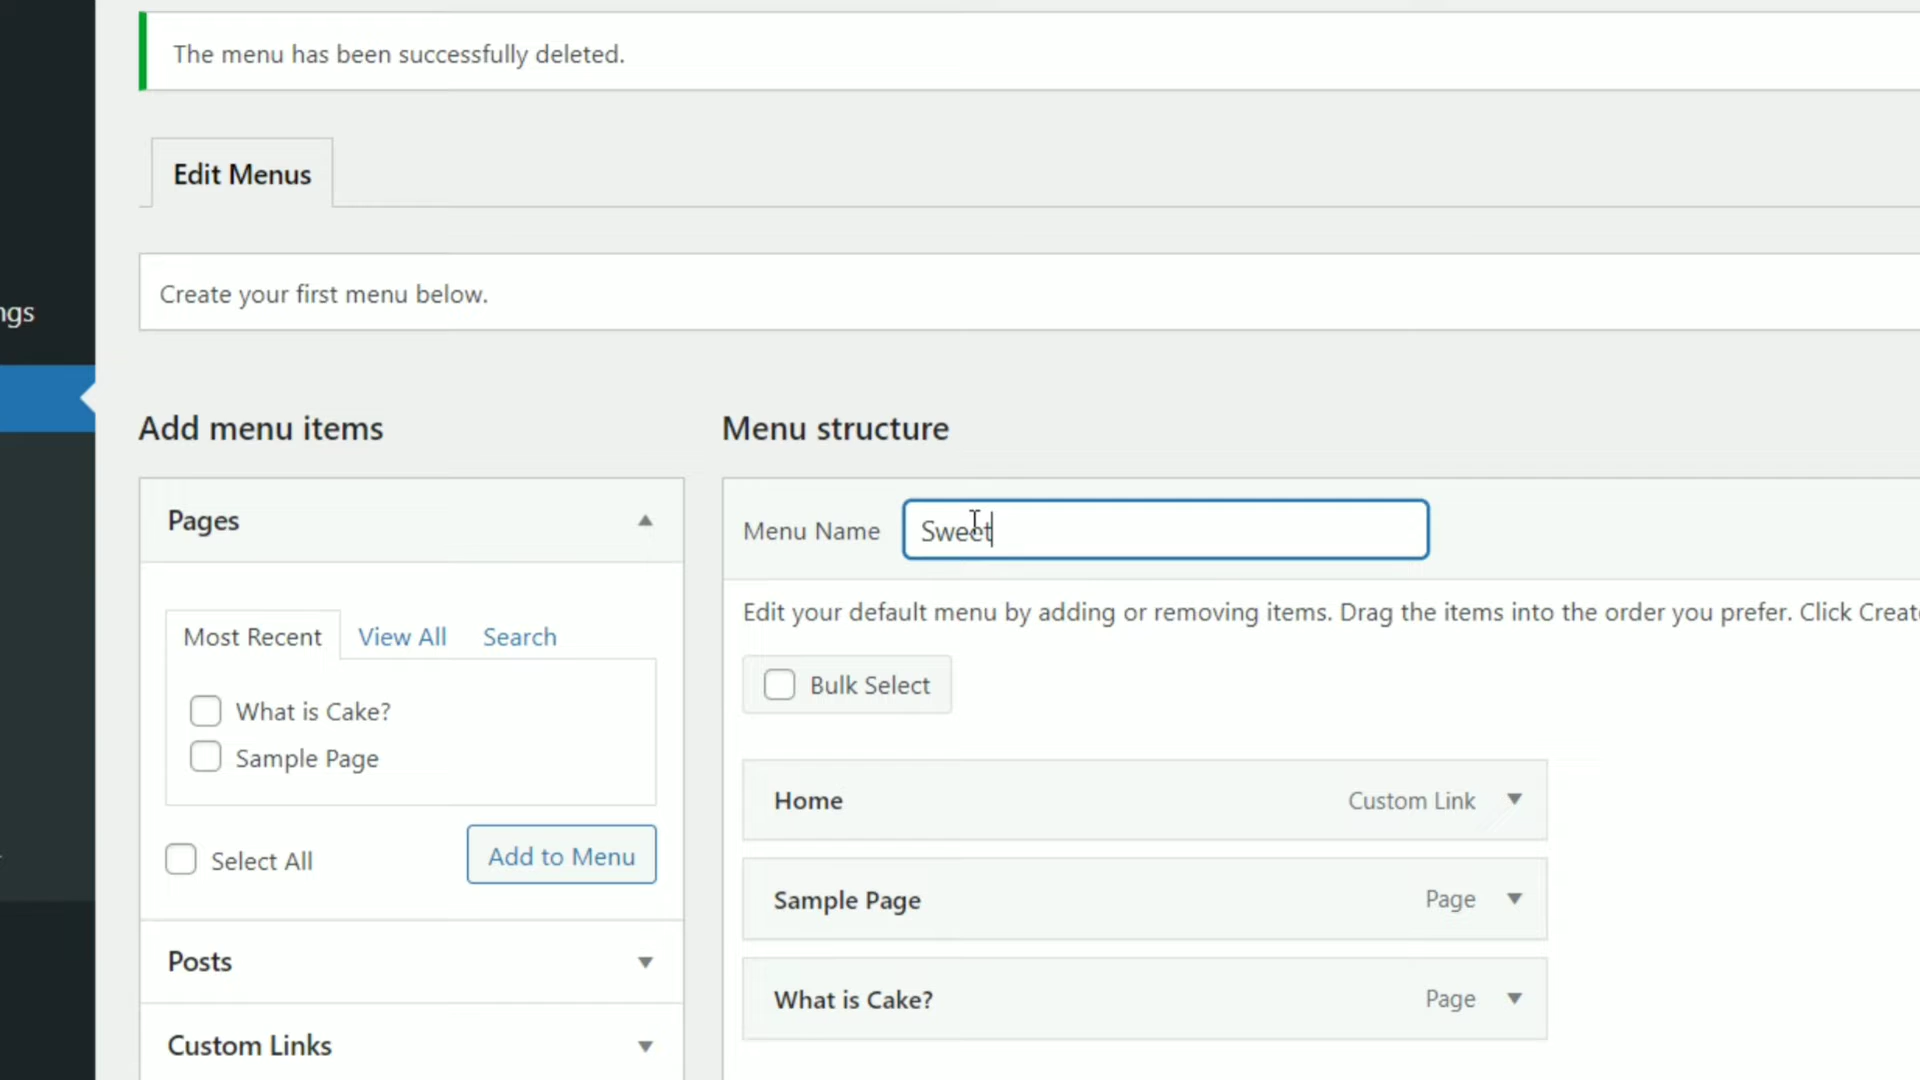 The menu has been successfully deleted.
Edit Menus
Create your first menu below.
ngs
Add menu items
Menu structure
Pages
Menu Name
Sweet
Edit your default menu by adding or removing items. Drag the items into the order you prefer. Click Creat
Most Recent
View All
Search
Bulk Select
What is Cake?
Sample Page
Home
Custom Link
Select All
Add to Menu
Sample Page
Page
Posts
What is Cake?
Page
Custom Links